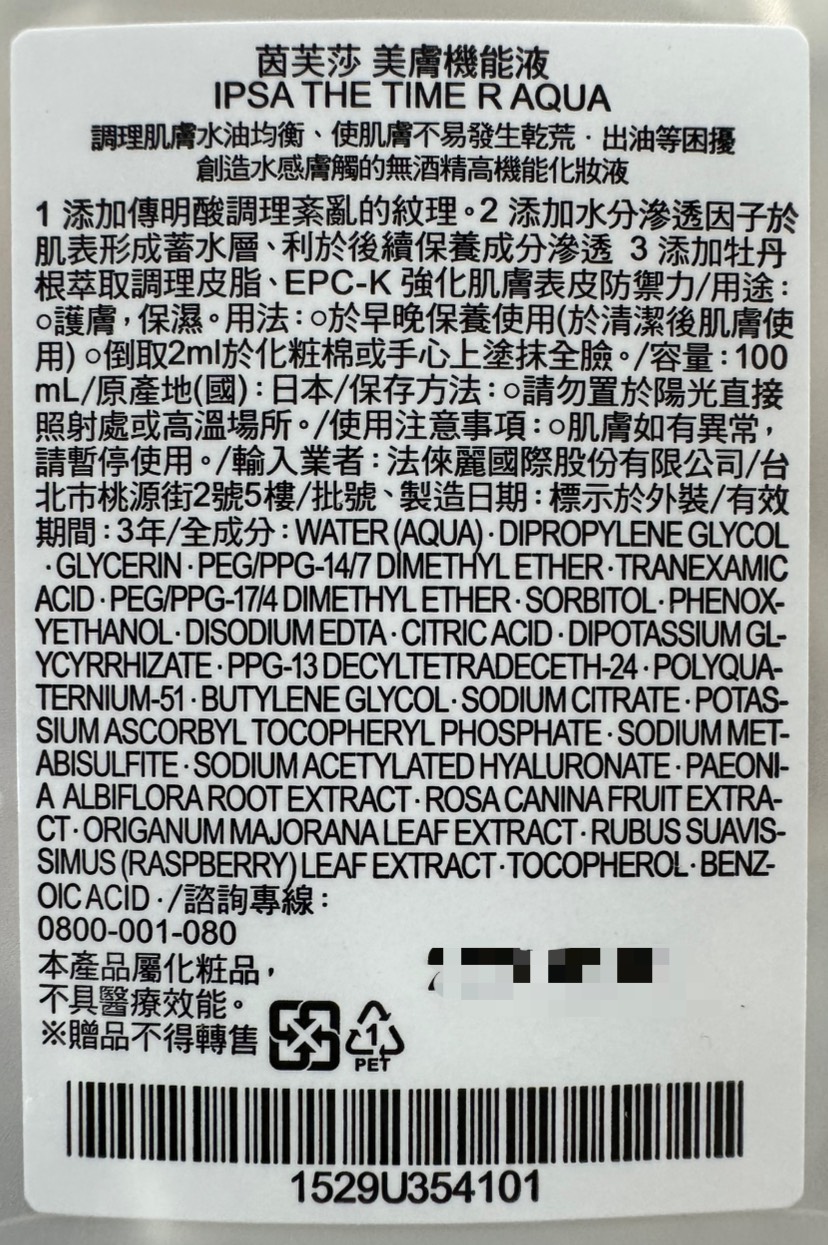 茵芙莎 美膚機能液
IPSA THE TIME R AQUA
調理肌膚水油均衡、使肌膚不易發生乾荒‧出油等困擾
創造水感膚觸的無酒精高機能化妝液
1 添加傳明酸調理紊亂的紋理。2 添加水分滲透因子於
肌表形成蓄水層、利於後續保養成分滲透 3 添加牡丹
根萃取調理皮脂、EPC-K 強化肌膚表皮防禦力/用途：
○護膚，保濕。用法：○於早晚保養使用(於清潔後肌膚使
用) ○倒取2ml於化粧棉或手心上塗抹全臉。/容量：100
mL/原產地(國)：日本/保存方法：○請勿置於陽光直接
照射處或高溫場所。/使用注意事項：○肌膚如有異常，
請暫停使用。/輸入業者：法倈麗國際股份有限公司/台
北市桃源街2號5樓/批號、製造日期：標示於外裝/有效
期間：3年/全成分：WATER (AQUA)‧DIPROPYLENE GLYCOL
‧GLYCERIN‧PEG/PPG-14/7 DIMETHYL ETHER‧TRANEXAMIC
ACID‧PEG/PPG-17/4 DIMETHYL ETHER‧SORBITOL‧PHENOX-
YETHANOL‧DISODIUM EDTA‧CITRIC ACID‧DIPOTASSIUM GL-
YCYRRHIZATE‧PPG-13 DECYLTETRADECETH-24‧POLYQUA-
TERNIUM-51‧BUTYLENE GLYCOL‧SODIUM CITRATE‧POTAS-
SIUM ASCORBYL TOCOPHERYL PHOSPHATE‧SODIUM MET-
ABISULFITE‧SODIUM ACETYLATED HYALURONATE‧PAEONI-
A ALBIFLORA ROOT EXTRACT‧ROSA CANINA FRUIT EXTRA-
CT‧ORIGANUM MAJORANA LEAF EXTRACT‧RUBUS SUAVIS-
SIMUS (RASPBERRY) LEAF EXTRACT‧TOCOPHEROL‧BENZ-
OIC ACID‧/諮詢專線：
0800-001-080
本產品屬化粧品，
不具醫療效能。
※贈品不得轉售
1
PET
1529U354101